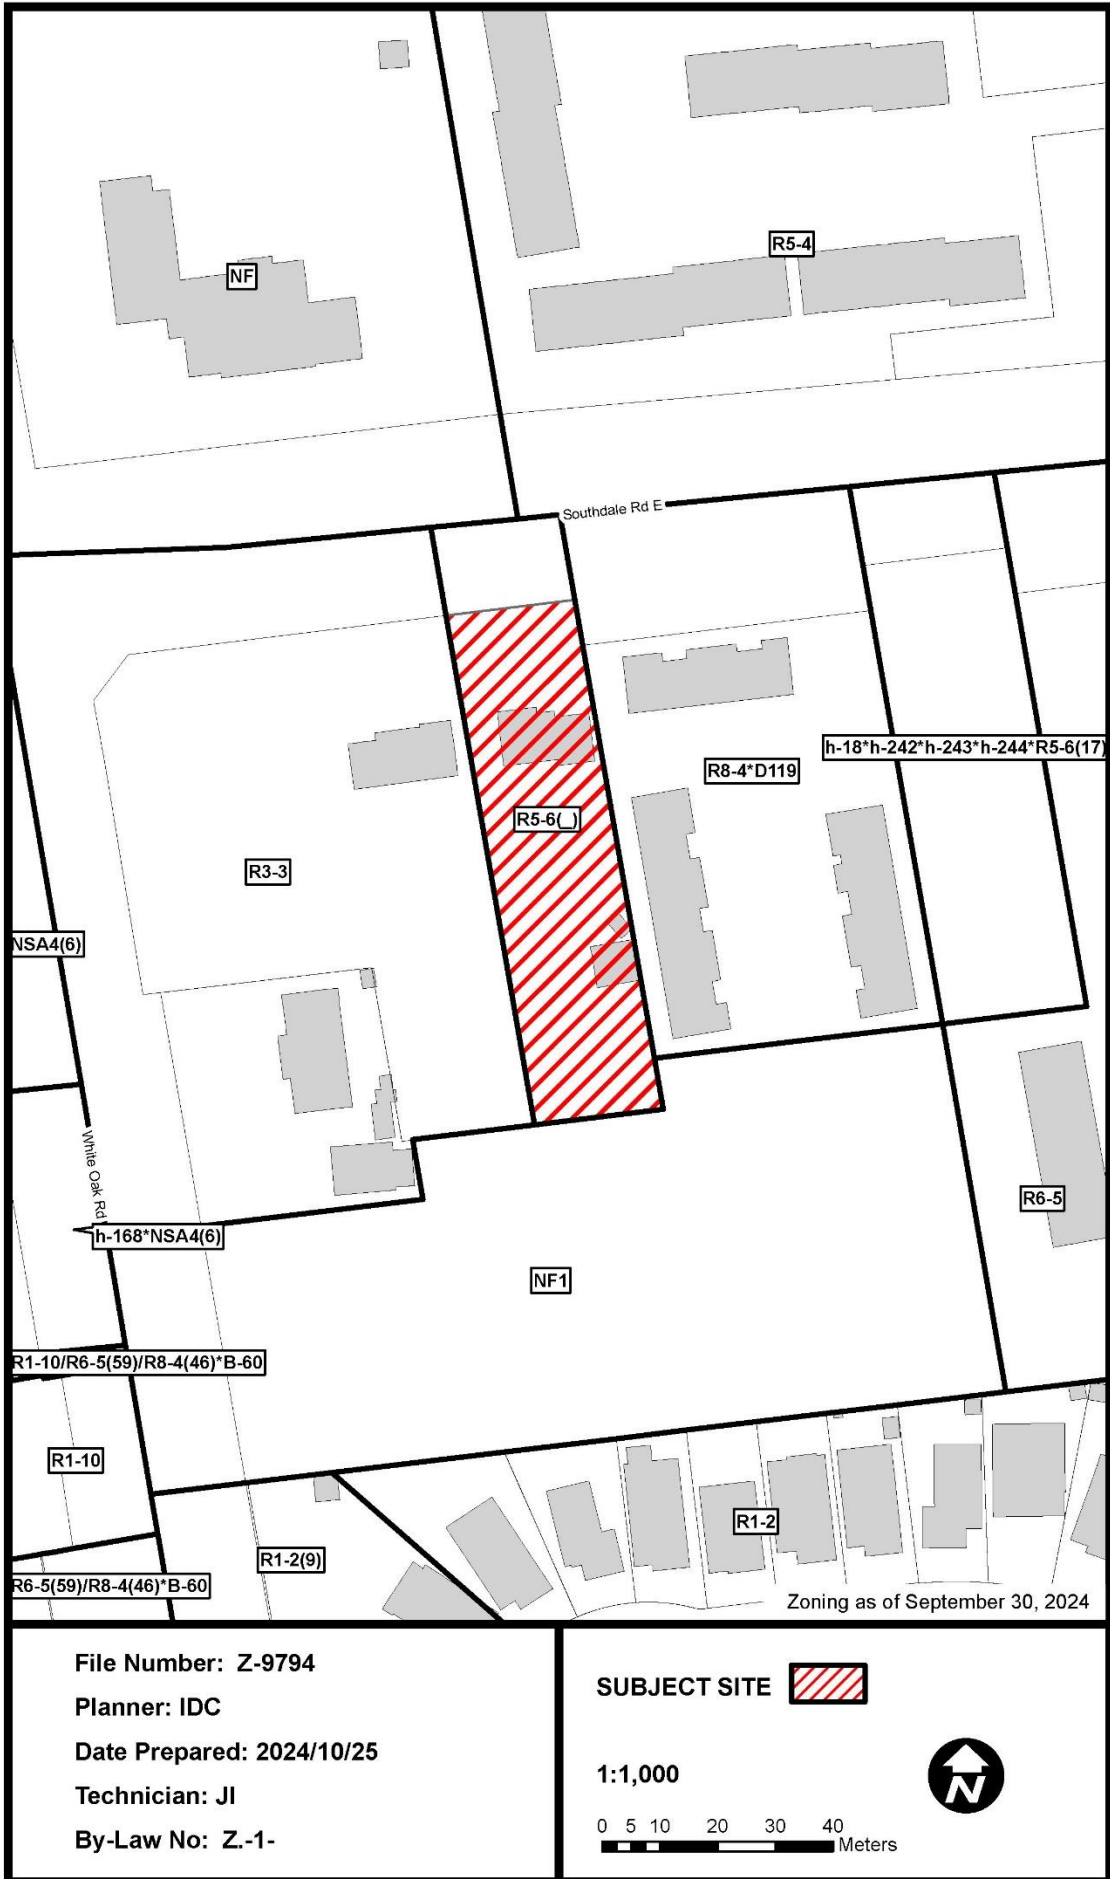 NF
R5-4
Southdale Rd E
h-18*h-242*h-243*h-244*R5-6(17)
R8-4*D119
R5-6(_)
R3-3
NSA4(6)
White Oak Rd
R6-5
h-168*NSA4(6)
NF1
R1-10/R6-5(59)/R8-4(46)*B-60
R1-10
R1-2
R1-2(9)
R6-5(59)/R8-4(46)*B-60
Zoning as of September 30, 2024
File Number: Z-9794
Planner: IDC
Date Prepared: 2024/10/25
Technician: JI
By-Law No: Z.-1-
SUBJECT SITE
1:1,000
N
0 5 10 20 30 40
Meters